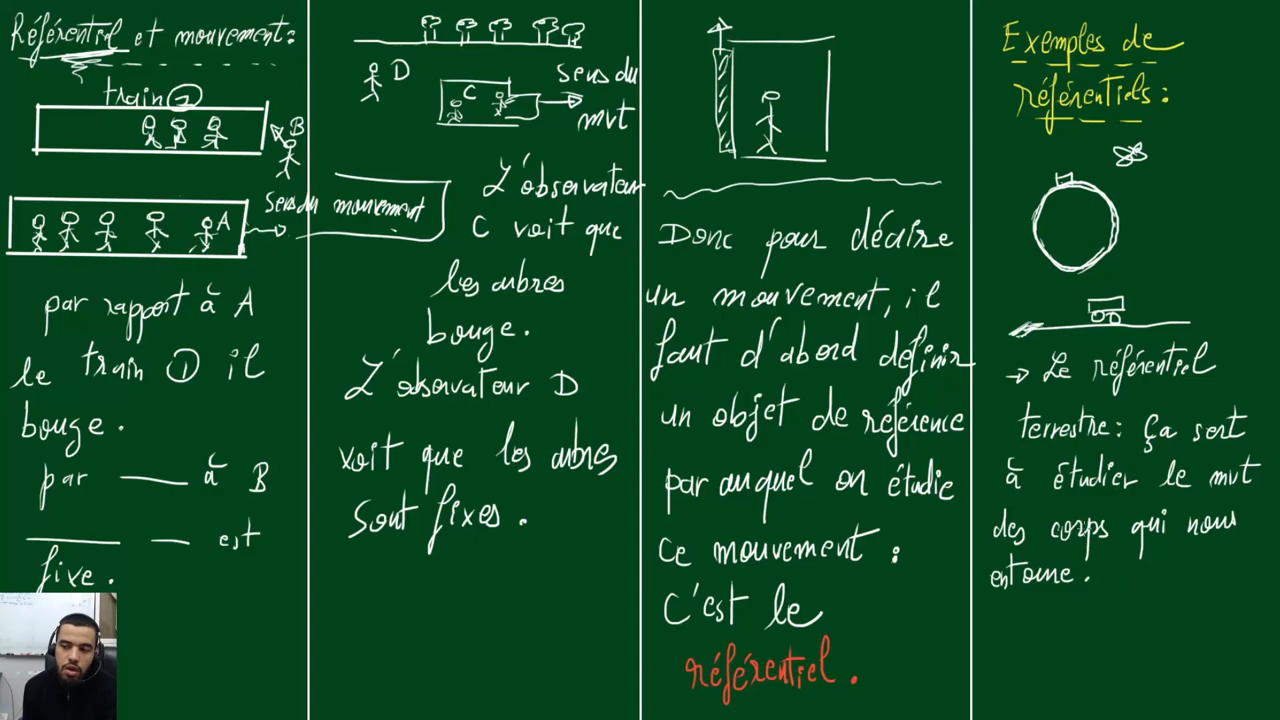 Référentiel et mouvement:
train ②
B
A
Sens du mouvement
par rapport à A
le train ① il
bouge.
par —— à B
—— — est
fixe.
D
C
sens du
mvt
L'observateur
C voit que
les arbres
bouge.
L'observateur D
voit que les arbres
sont fixes.
Donc pour décrire
un mouvement, il
faut d'abord définir
un objet de référence
par auquel on étudie
ce mouvement :
C'est le
référentiel.
Exemples de
référentiels:
→ Le référentiel
terrestre: Ça sert
à étudier le mvt
des corps qui nous
entoure.